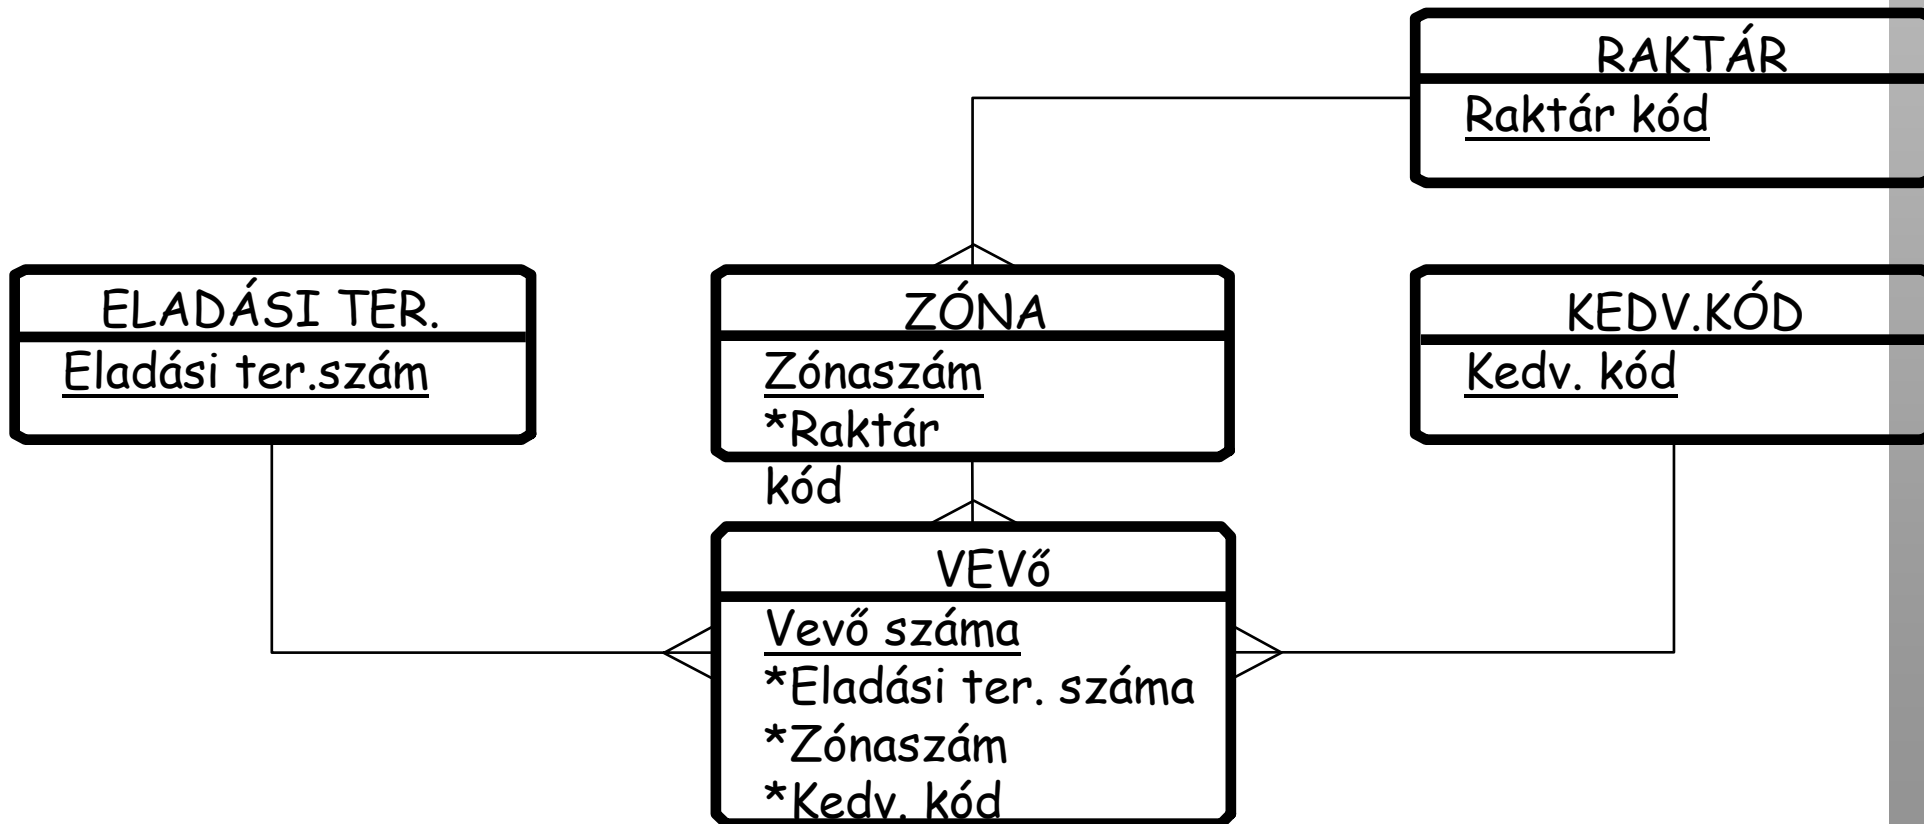 RAKTÁR
Raktár kód
ELADÁSI TER.
Eladási ter.szám
ZÓNA
Zónaszám
*Raktár
kód
KEDV.KÓD
Kedv. kód
VEVő
Vevő száma
*Eladási ter. száma
*Zónaszám
*Kedv. kód